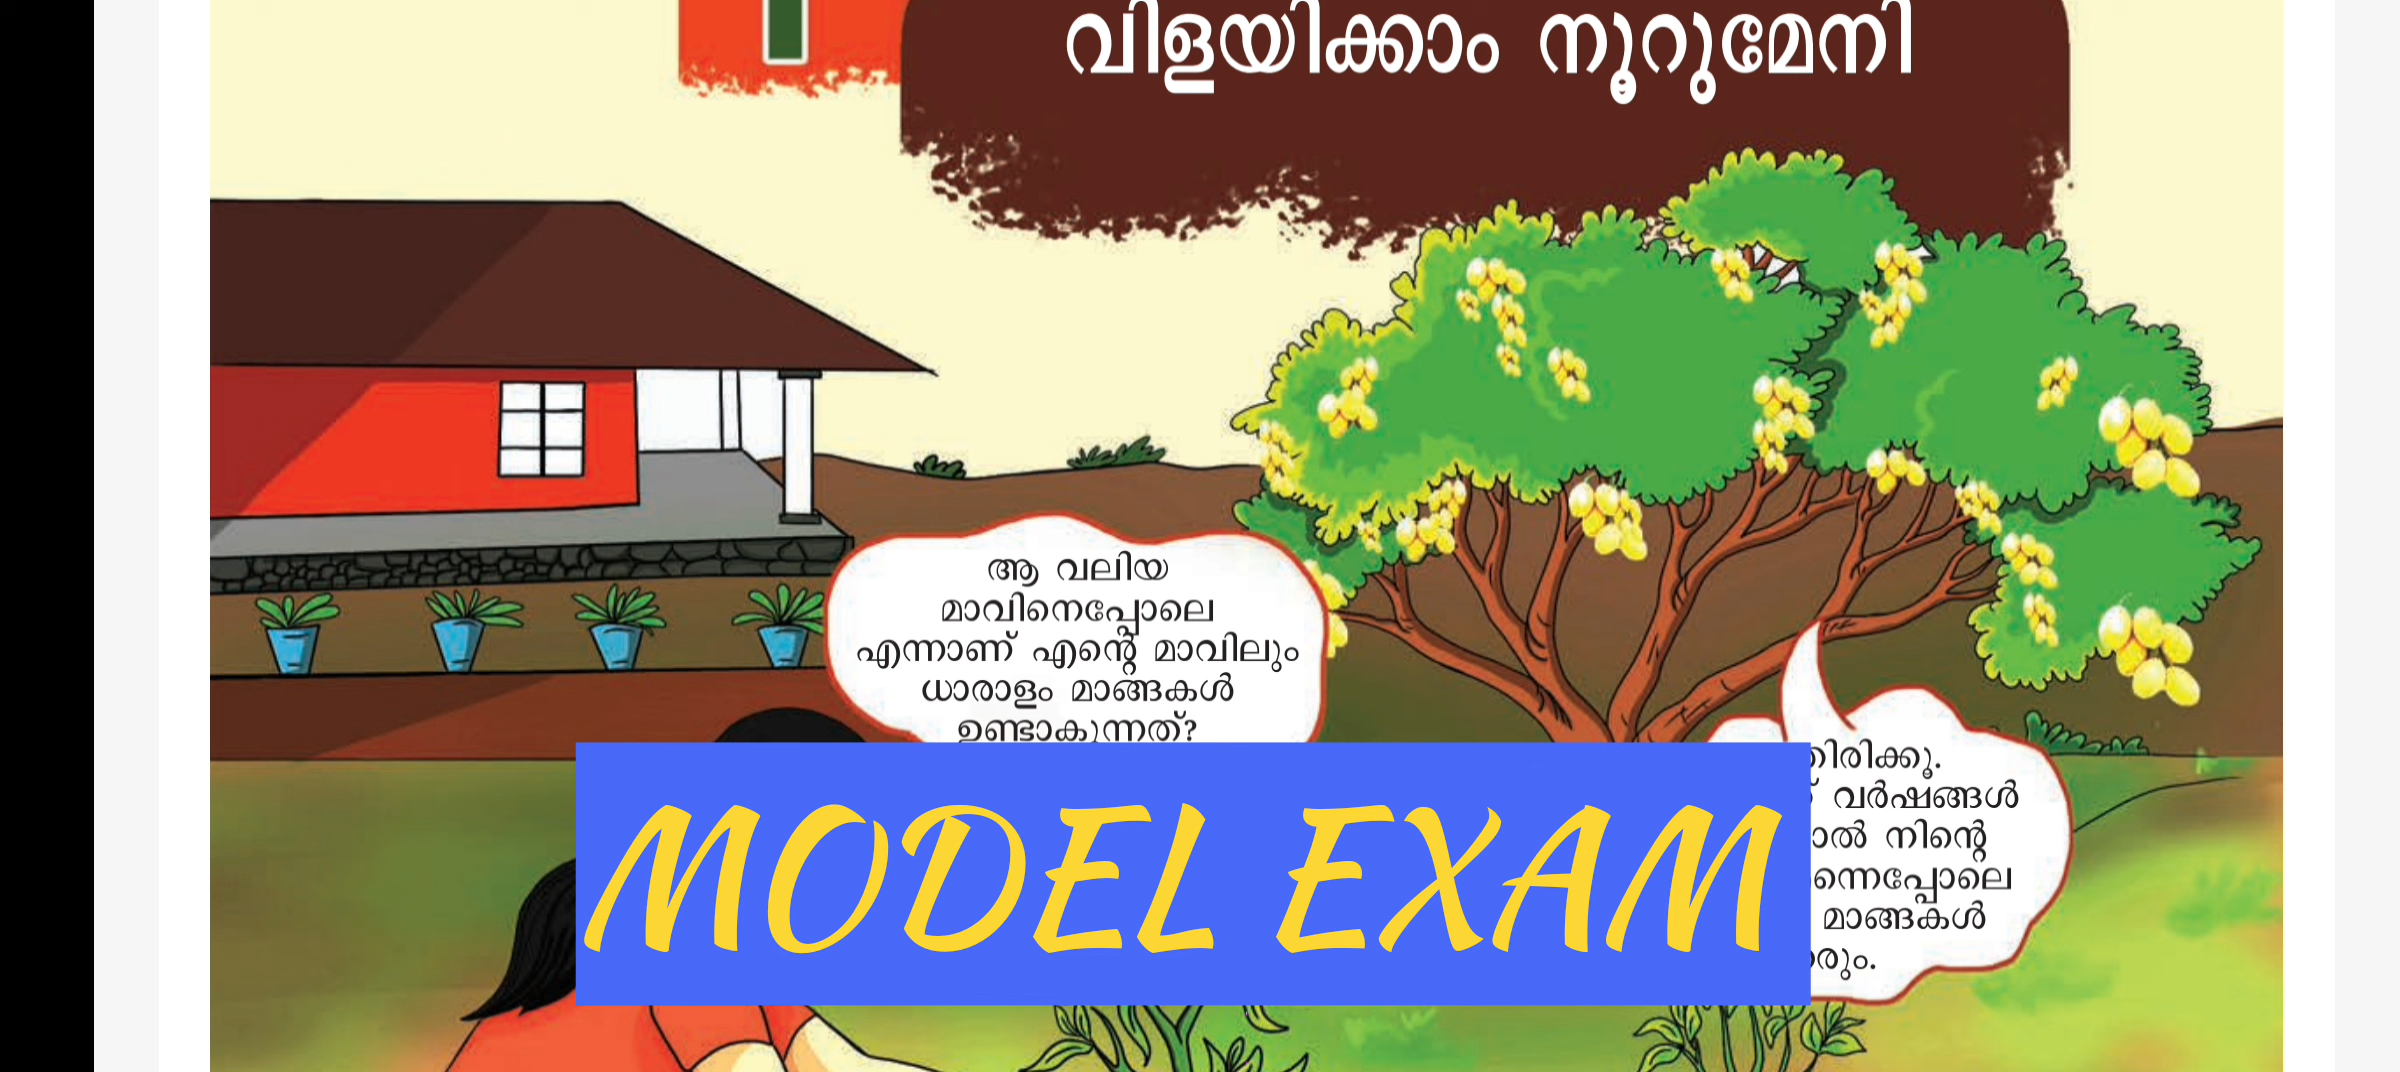 വിളയിക്കാം നൂറുമേനി
ആ വലിയ
മാവിനെപ്പോലെ
എന്നാണ് എന്റെ മാവിലും
ധാരാളം മാങ്ങകൾ
ഉണ്ടാകുന്നത്?
വർഷങ്ങൾ
നിന്റെ
മാങ്ങകൾ
MODEL EXAM